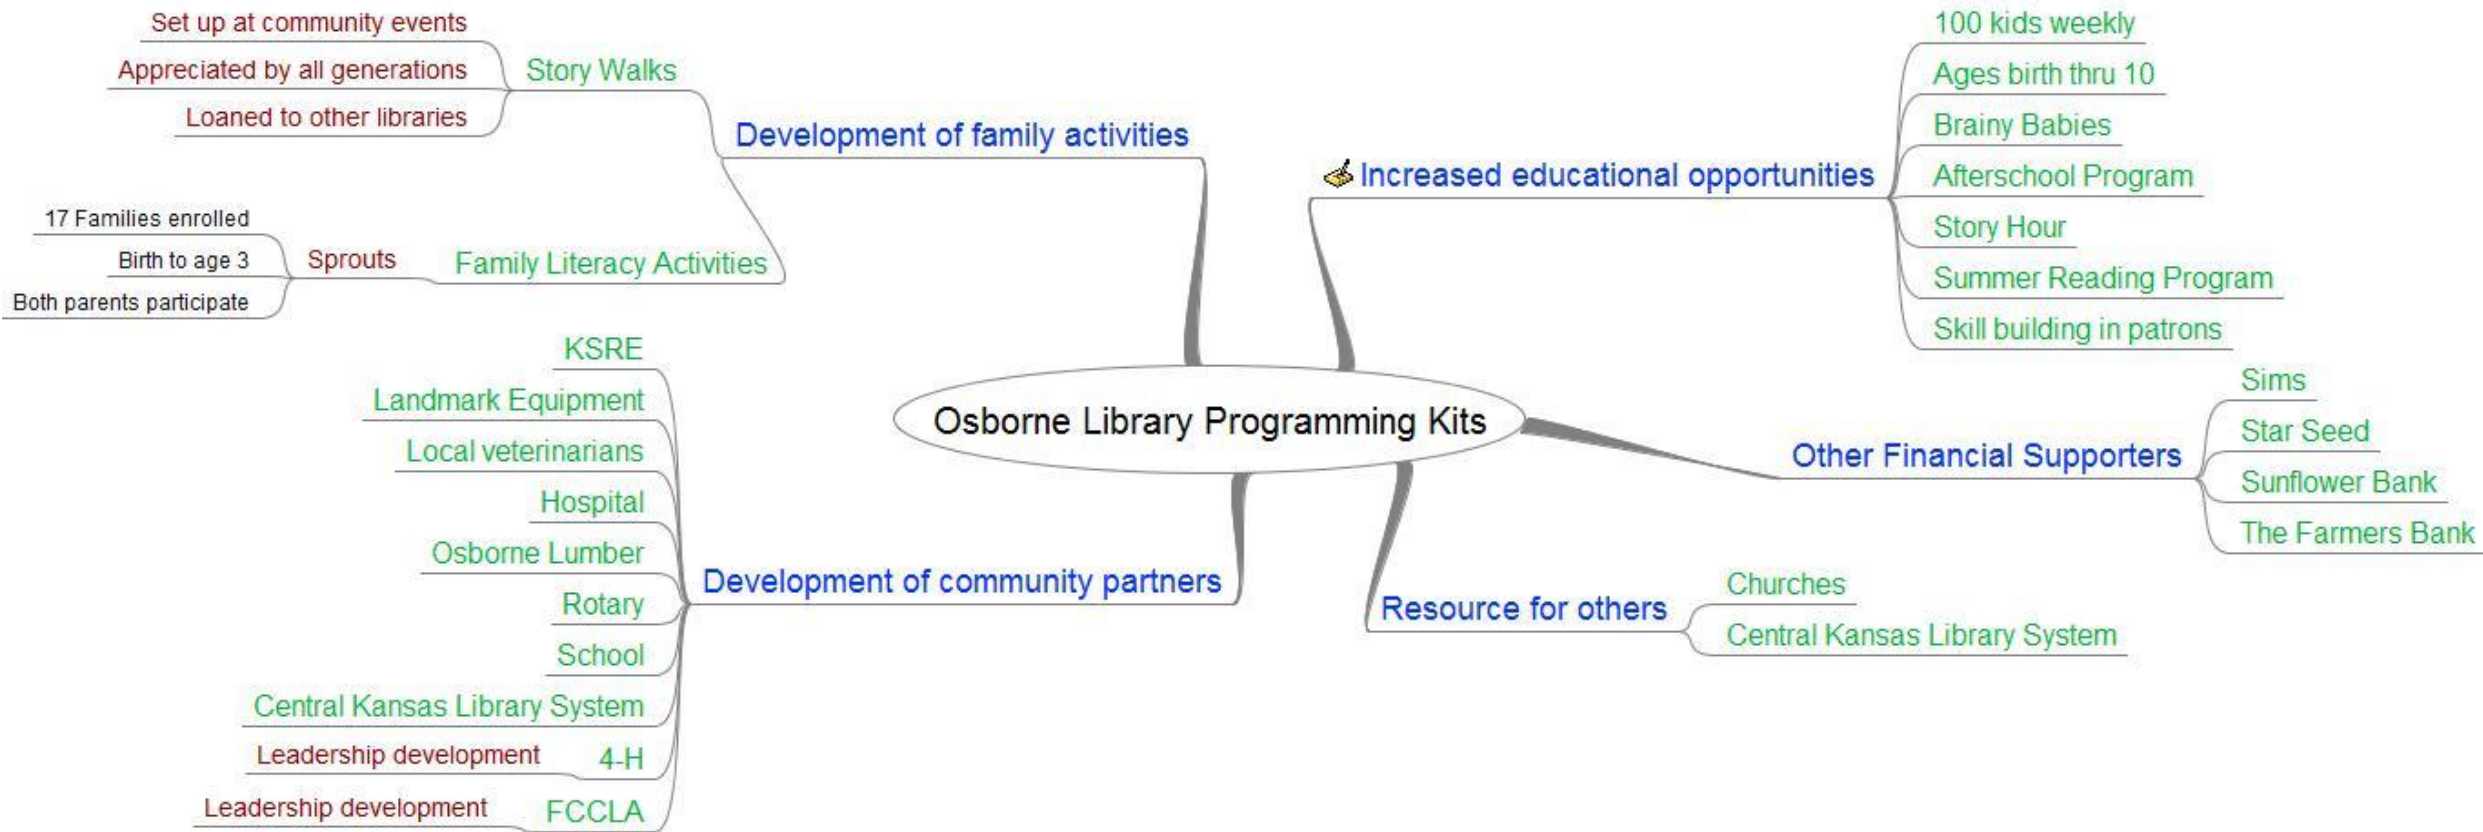 Set up at community events
Appreciated by all generations
Loaned to other libraries
Story Walks
Development of family activities
17 Families enrolled
Birth to age 3
Both parents participate
Sprouts
Family Literacy Activities
100 kids weekly
Ages birth thru 10
Brainy Babies
Afterschool Program
Story Hour
Summer Reading Program
Skill building in patrons
Increased educational opportunities
Osborne Library Programming Kits
KSRE
Landmark Equipment
Local veterinarians
Hospital
Osborne Lumber
Rotary
School
Central Kansas Library System
Leadership development
4-H
Leadership development
FCCLA
Development of community partners
Other Financial Supporters
Sims
Star Seed
Sunflower Bank
The Farmers Bank
Resource for others
Churches
Central Kansas Library System